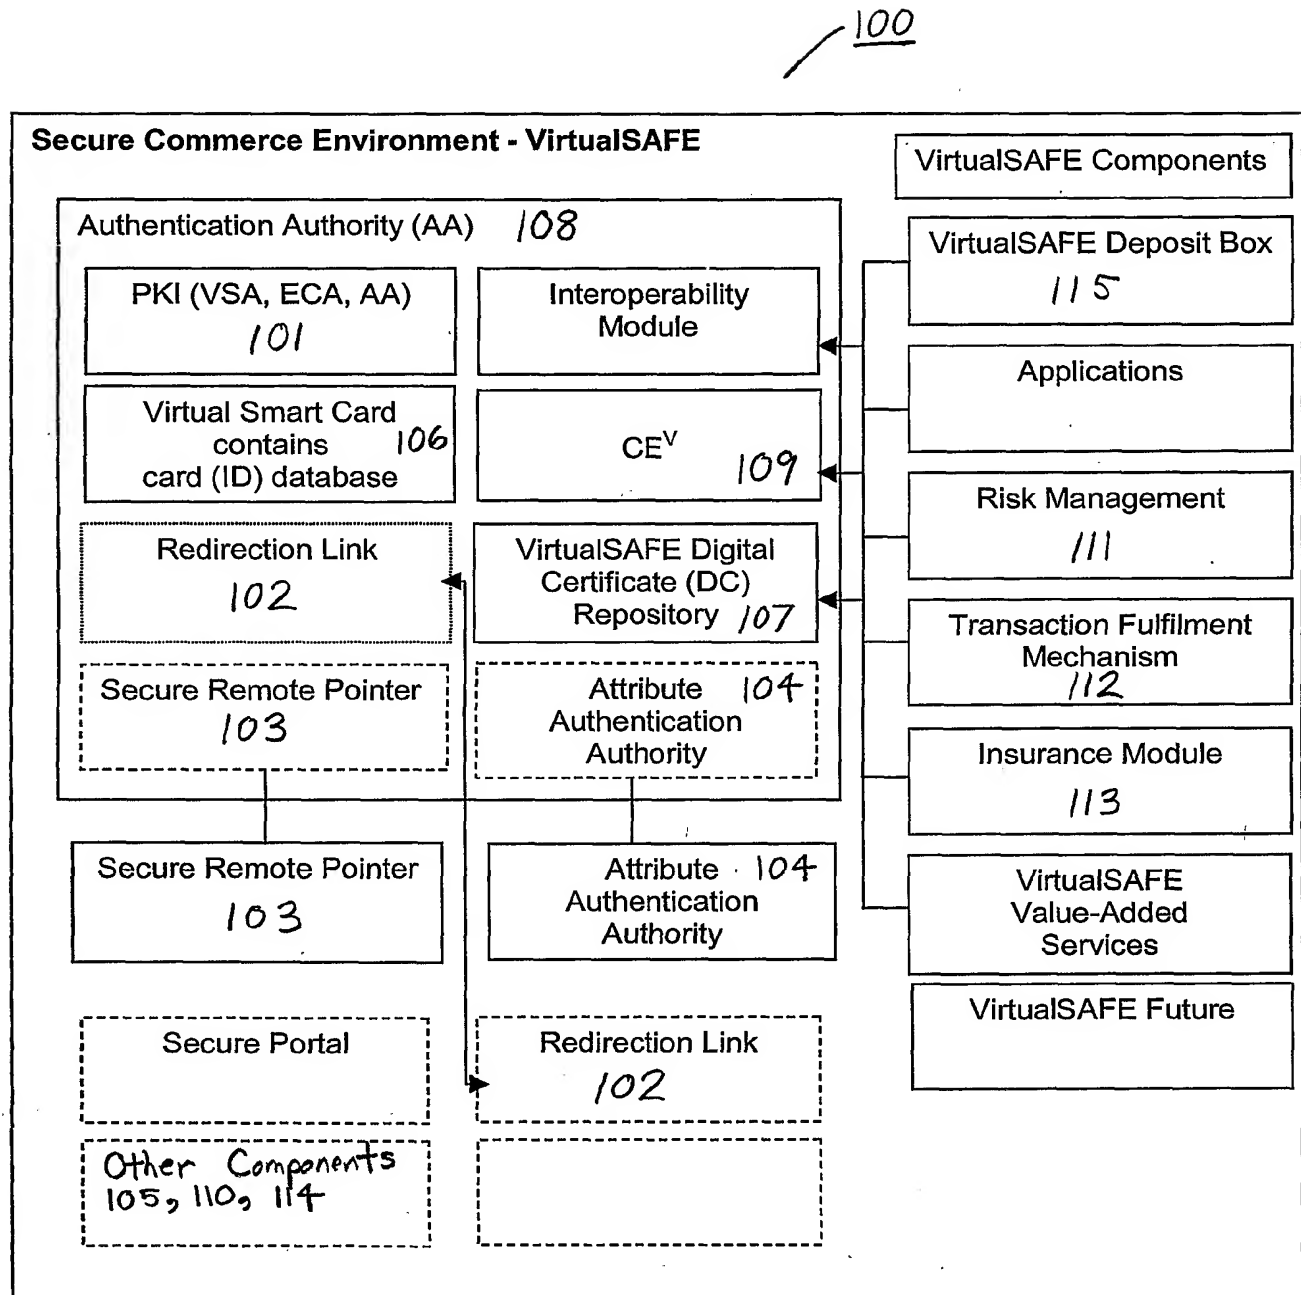 100
Secure Commerce Environment - VirtualSAFE
Authentication Authority (AA) 108
PKI (VSA, ECA, AA)
101
Interoperability
Module
Virtual Smart Card
contains 106
card (ID) database
CEV
109
Redirection Link
102
VirtualSAFE Digital
Certificate (DC)
Repository 107
Secure Remote Pointer
103
Attribute 104
Authentication
Authority
Secure Remote Pointer
103
Attribute 104
Authentication
Authority
Secure Portal
Redirection Link
102
Other Components
105, 110, 114
VirtualSAFE Components
VirtualSAFE Deposit Box
115
Applications
Risk Management
111
Transaction Fulfilment
Mechanism
112
Insurance Module
113
VirtualSAFE
Value-Added
Services
VirtualSAFE Future